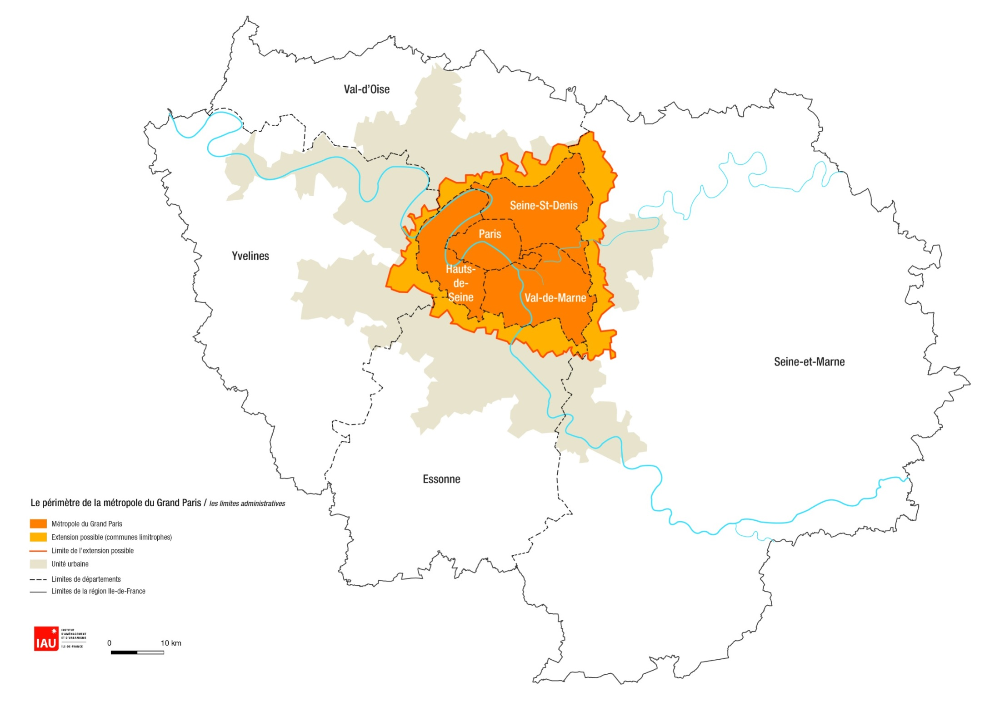 Val-d'Oise
Seine-St-Denis
Paris
Yvelines
Hauts-
de-
Seine
Val-de-Marne
Seine-et-Marne
Essonne
Le périmètre de la métropole du Grand Paris / les limites administratives
Métropole du Grand Paris
Extension possible (communes limitrophes)
Limite de l'extension possible
Unité urbaine
Limites de départements
Limites de la région Ile-de-France
IAU
INSTITUT
D'AMÉNAGEMENT
ET D'URBANISME
ÎLE-DE-FRANCE
0 10 km